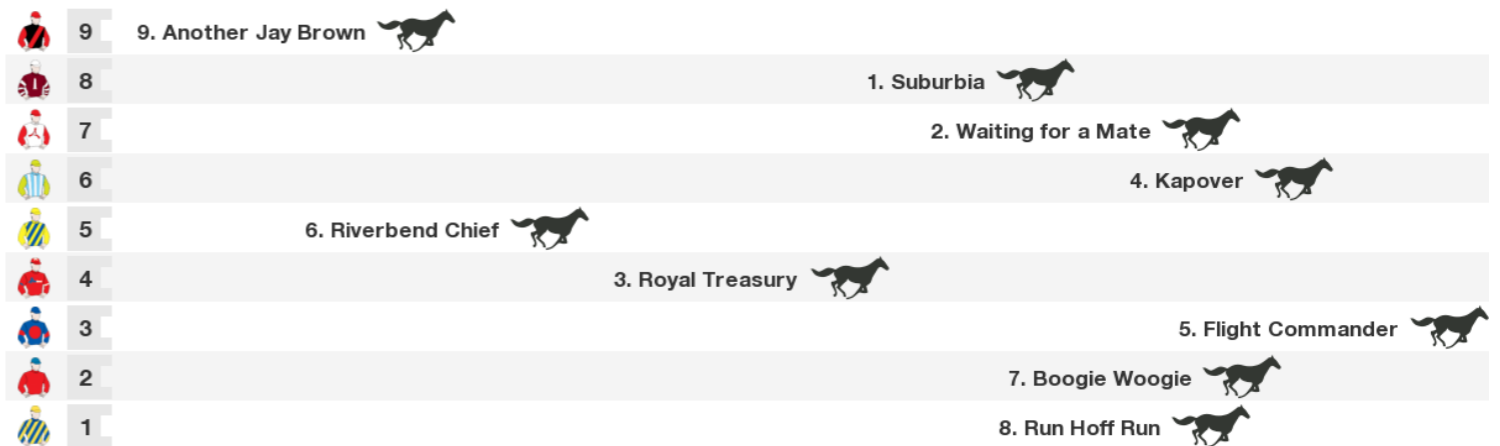 9 9. Another Jay Brown
8 1. Suburbia
7 2. Waiting for a Mate
6 4. Kapover
5 6. Riverbend Chief
4 3. Royal Treasury
3 5. Flight Commander
2 7. Boogie Woogie
1 8. Run Hoff Run